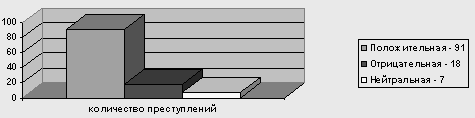 100
80
60
40
20
0
количество преступлений
Положительная - 91
Отрицательная - 18
Нейтральная - 7